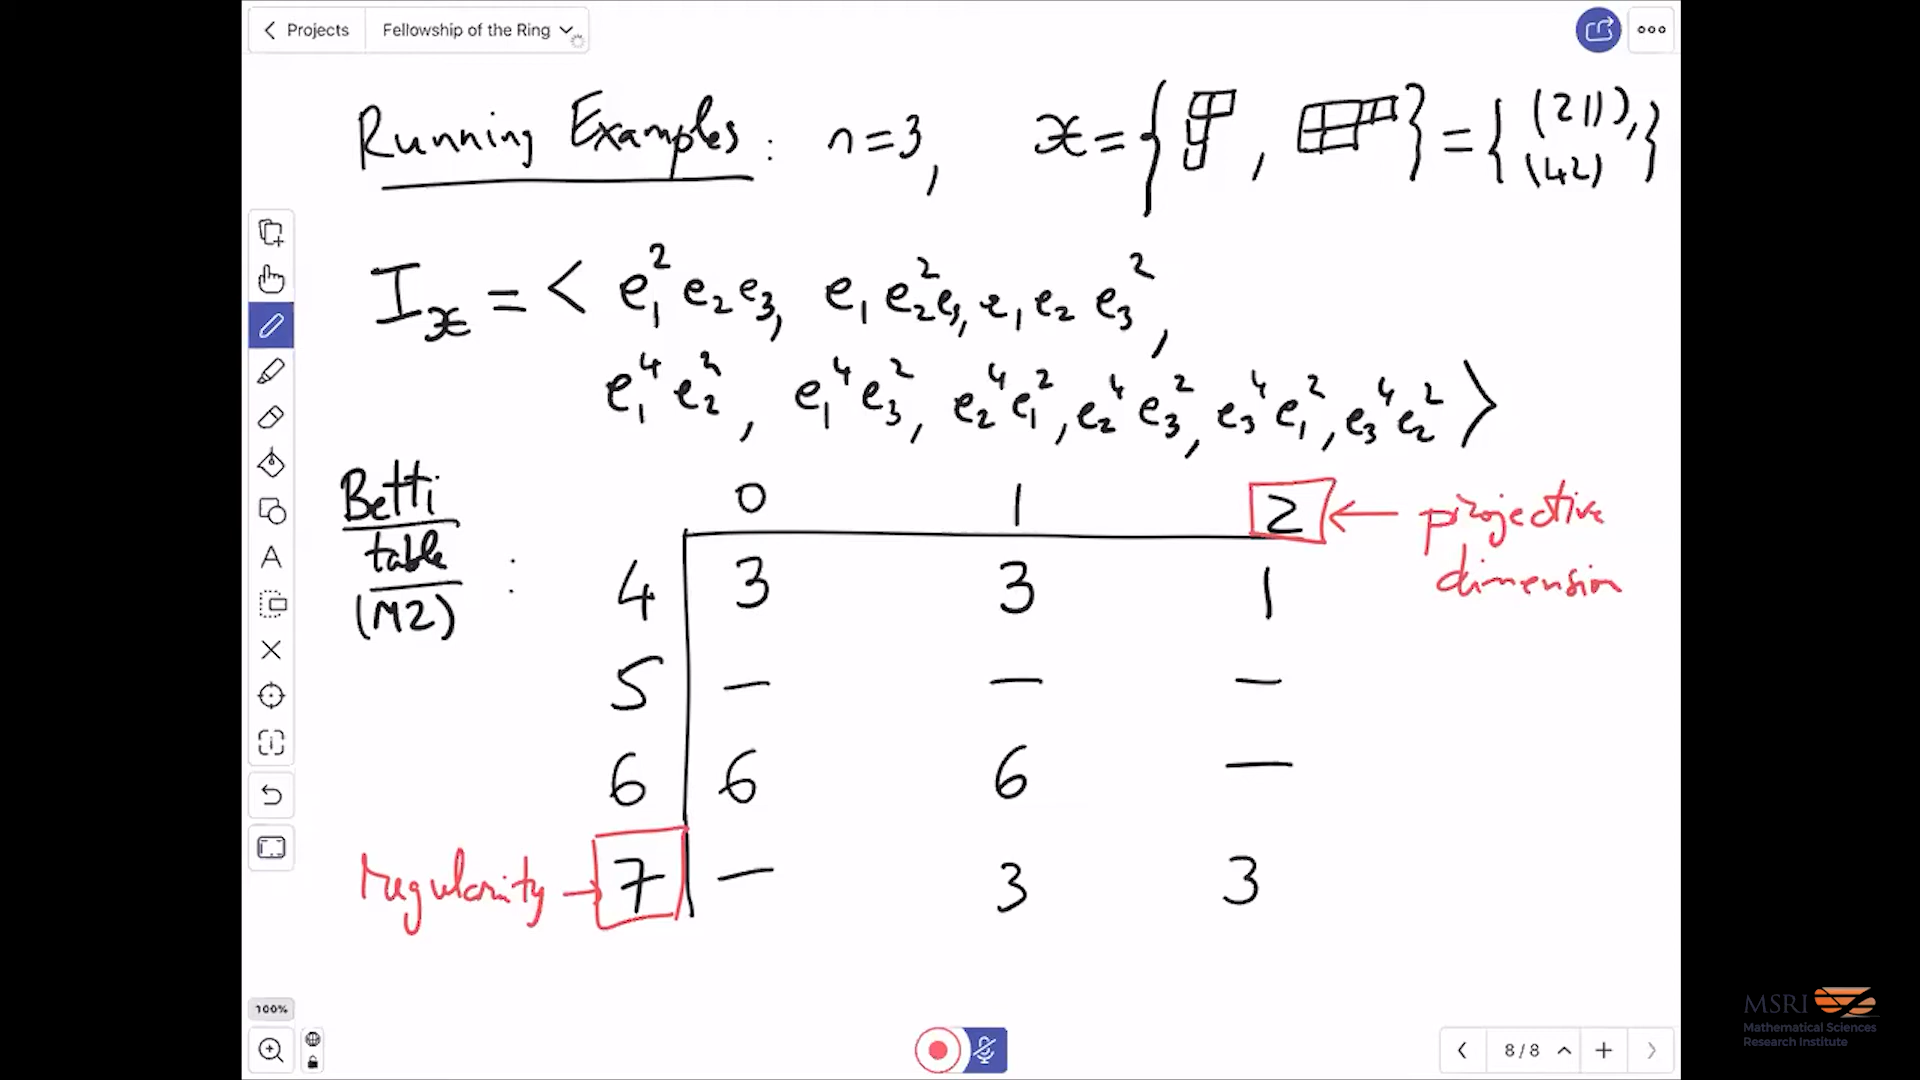 Projects
Fellowship of the Ring
Running Examples: n=3, 𝒳={ , }={(211), (42)}
I𝒳 = < e₁²e₂e₃, e₁e₂²e₃, e₁e₂e₃²,
e₁⁴e₂², e₁⁴e₃², e₂⁴e₁², e₂⁴e₃², e₃⁴e₁², e₃⁴e₂² >
Betti table (M2) :
0 1 2 ← projective dimension
4 3 3 1
5 — — —
6 6 6 —
regularity → 7 — 3 3
100%
8/8
MSRI
Mathematical Sciences
Research Institute